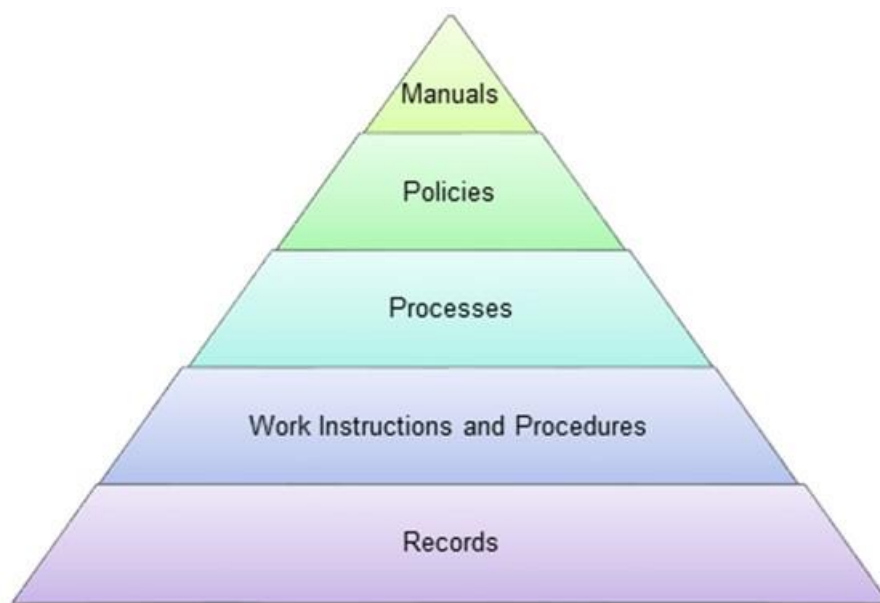 Manuals
Policies
Processes
Work Instructions and Procedures
Records